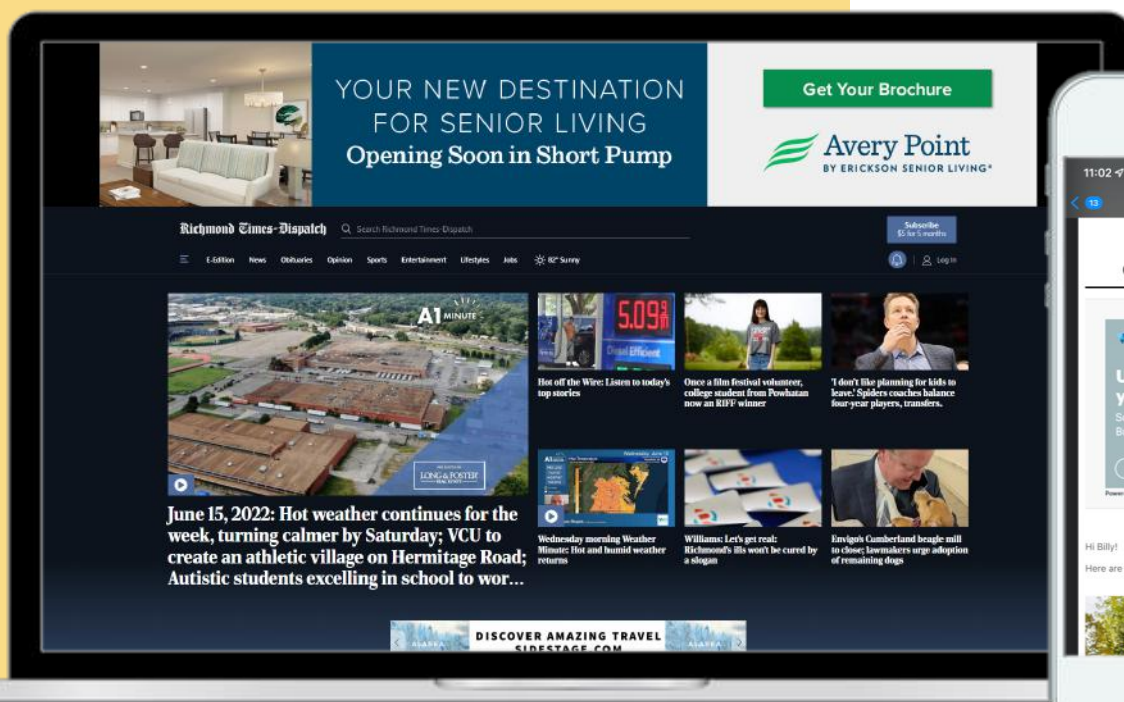 YOUR NEW DESTINATION
FOR SENIOR LIVING
Opening Soon in Short Pump
Get Your Brochure
Avery Point
BY ERICKSON SENIOR LIVING®
Richmond Times-Dispatch
Search Richmond Times-Dispatch
Subscribe
$5 for 5 months
E-Edition News Obituaries Opinion Sports Entertainment Lifestyles Jobs 82° Sunny
Log In
A1 MINUTE
LONG & FOSTER
June 15, 2022: Hot weather continues for the
week, turning calmer by Saturday; VCU to
create an athletic village on Hermitage Road;
Autistic students excelling in school to wor...
5.09
Diesel Efficient
Hot off the Wire: Listen to today's
top stories
Once a film festival volunteer,
college student from Powhatan
now an RIFF winner
'I don't like planning for kids to
leave.' Spiders coaches balance
four-year players, transfers.
Wednesday morning Weather
Minute: Hot and humid weather
returns
Williams: Let's get real:
Richmond's ills won't be cured by
a slogan
Envigo's Cumberland beagle mill
to close; lawmakers urge adoption
of remaining dogs
ALASKA
DISCOVER AMAZING TRAVEL
SIDESTAGE.COM
ALASKA
11:02
13
Hi Billy!
Here are